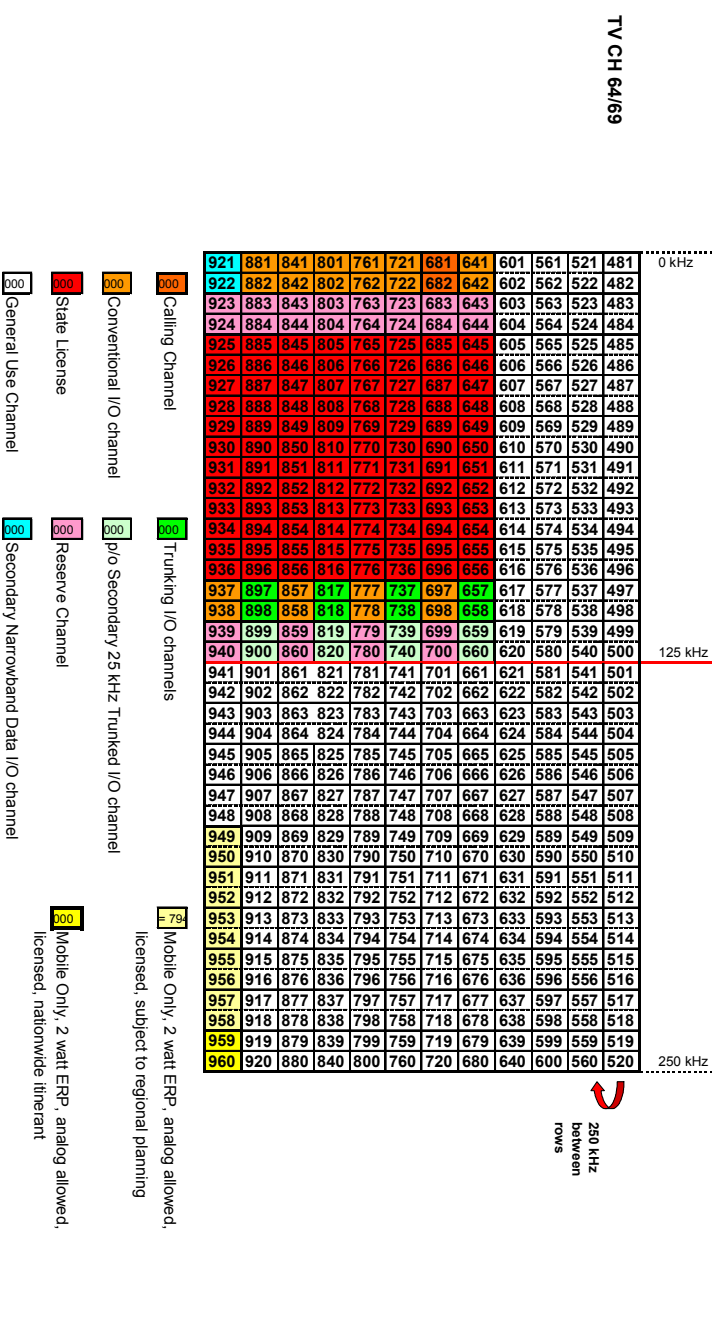 TV CH 64/69
921 881 841 801 761 721 681 641 601 561 521 481 0 kHz
922 882 842 802 762 722 682 642 602 562 522 482
923 883 843 803 763 723 683 643 603 563 523 483
924 884 844 804 764 724 684 644 604 564 524 484
925 885 845 805 765 725 685 645 605 565 525 485
926 886 846 806 766 726 686 646 606 566 526 486
927 887 847 807 767 727 687 647 607 567 527 487
928 888 848 808 768 728 688 648 608 568 528 488
929 889 849 809 769 729 689 649 609 569 529 489
930 890 850 810 770 730 690 650 610 570 530 490
931 891 851 811 771 731 691 651 611 571 531 491
932 892 852 812 772 732 692 652 612 572 532 492
933 893 853 813 773 733 693 653 613 573 533 493
934 894 854 814 774 734 694 654 614 574 534 494
935 895 855 815 775 735 695 655 615 575 535 495
936 896 856 816 776 736 696 656 616 576 536 496
937 897 857 817 777 737 697 657 617 577 537 497
938 898 858 818 778 738 698 658 618 578 538 498
939 899 859 819 779 739 699 659 619 579 539 499
940 900 860 820 780 740 700 660 620 580 540 500 125 kHz
941 901 861 821 781 741 701 661 621 581 541 501
942 902 862 822 782 742 702 662 622 582 542 502
943 903 863 823 783 743 703 663 623 583 543 503
944 904 864 824 784 744 704 664 624 584 544 504
945 905 865 825 785 745 705 665 625 585 545 505
946 906 866 826 786 746 706 666 626 586 546 506
947 907 867 827 787 747 707 667 627 587 547 507
948 908 868 828 788 748 708 668 628 588 548 508
949 909 869 829 789 749 709 669 629 589 549 509
950 910 870 830 790 750 710 670 630 590 550 510
951 911 871 831 791 751 711 671 631 591 551 511
952 912 872 832 792 752 712 672 632 592 552 512
953 913 873 833 793 753 713 673 633 593 553 513
954 914 874 834 794 754 714 674 634 594 554 514
955 915 875 835 795 755 715 675 635 595 555 515
956 916 876 836 796 756 716 676 636 596 556 516
957 917 877 837 797 757 717 677 637 597 557 517
958 918 878 838 798 758 718 678 638 598 558 518
959 919 879 839 799 759 719 679 639 599 559 519
960 920 880 840 800 760 720 680 640 600 560 520 250 kHz
250 kHz
between
rows
000 Calling Channel
000 Conventional I/O channel
000 State License
000 General Use Channel
000 Trunking I/O channels
000 p/o Secondary 25 kHz Trunked I/O channel
000 Reserve Channel
000 Secondary Narrowband Data I/O channel
= 794 Mobile Only, 2 watt ERP, analog allowed,
licensed, subject to regional planning
000 Mobile Only, 2 watt ERP, analog allowed,
licensed, nationwide itinerant